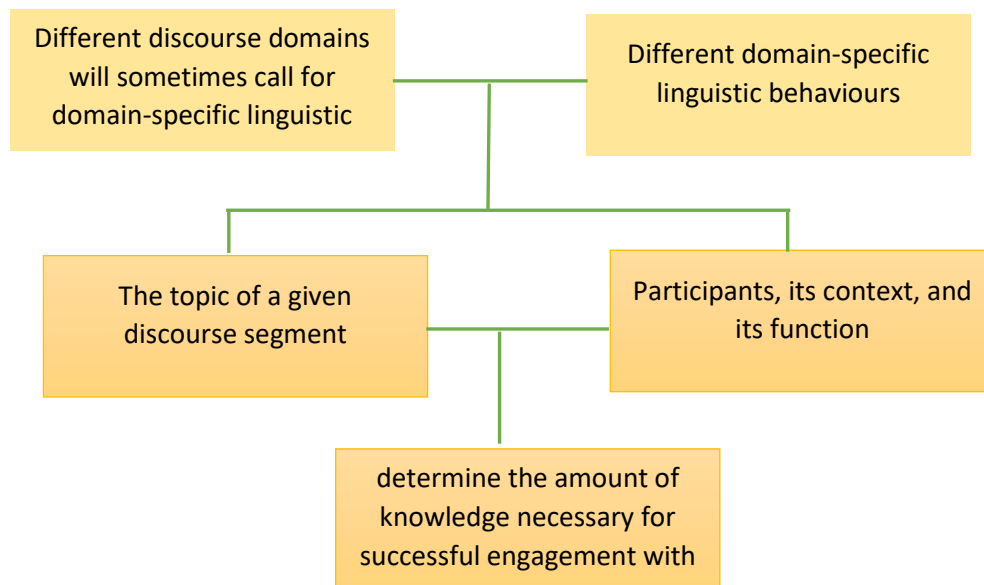 Different discourse domains
will sometimes call for
domain-specific linguistic
Different domain-specific
linguistic behaviours
The topic of a given
discourse segment
Participants, its context, and
its function
determine the amount of
knowledge necessary for
successful engagement with